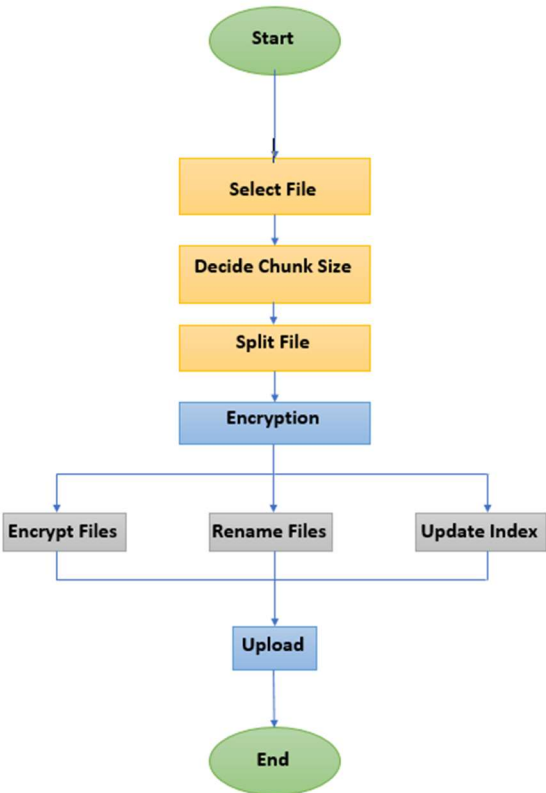 Start
Select File
Decide Chunk Size
Split File
Encryption
Encrypt Files
Rename Files
Update Index
Upload
End